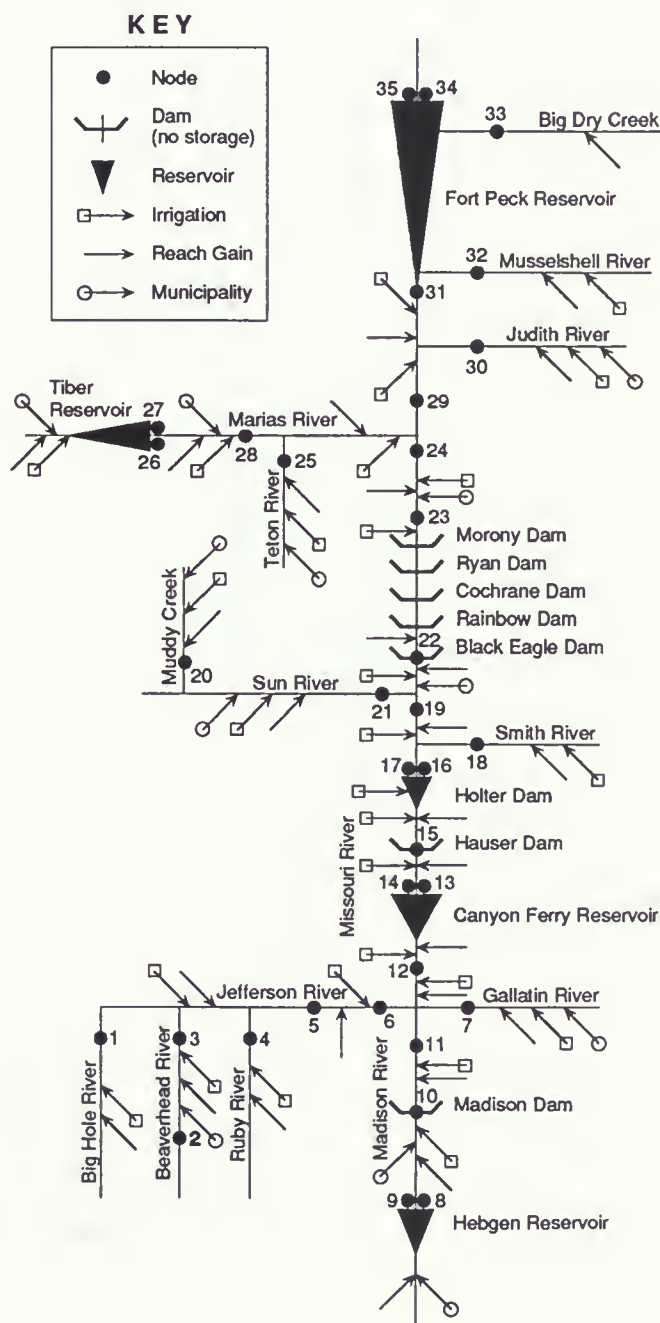 KEY
Node
Dam
(no storage)
Reservoir
Irrigation
Reach Gain
Municipality
35
34
33
Big Dry Creek
Fort Peck Reservoir
32
Musselshell River
31
Judith River
30
Tiber
Reservoir
27
26
Marias River
28
25
29
24
Teton River
23
Morony Dam
Ryan Dam
Cochrane Dam
Rainbow Dam
22
Black Eagle Dam
Muddy Creek
20
Sun River
21
19
Smith River
18
17
16
Holter Dam
15
Hauser Dam
Missouri River
14
13
Canyon Ferry Reservoir
12
Jefferson River
Gallatin River
5
6
7
1
3
4
11
Big Hole River
Beaverhead River
2
Ruby River
Madison River
10
Madison Dam
9
8
Hebgen Reservoir